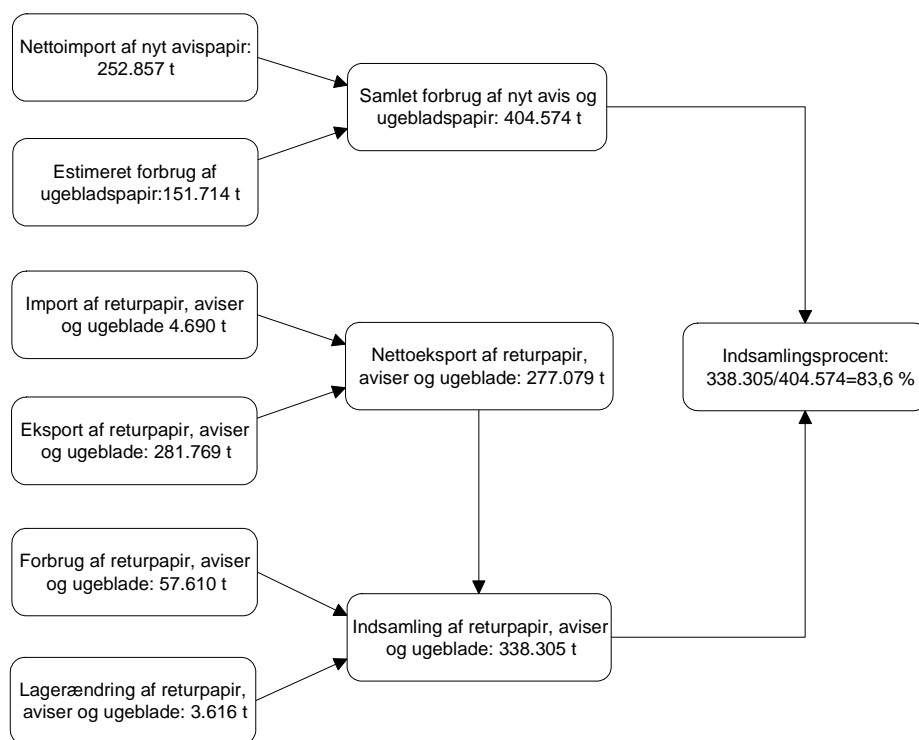 Nettoimport af nyt avispapir:
252.857 t
Samlet forbrug af nyt avis og
ugebladspapir: 404.574 t
Estimeret forbrug af
ugebladspapir:151.714 t
Import af returpapir, aviser
og ugeblade 4.690 t
Nettoeksport af returpapir,
aviser og ugeblade: 277.079 t
Indsamlingsprocent:
338.305/404.574=83,6 %
Eksport af returpapir, aviser
og ugeblade: 281.769 t
Forbrug af returpapir, aviser
og ugeblade: 57.610 t
Indsamling af returpapir, aviser
og ugeblade: 338.305 t
Lagerændring af returpapir,
aviser og ugeblade: 3.616 t